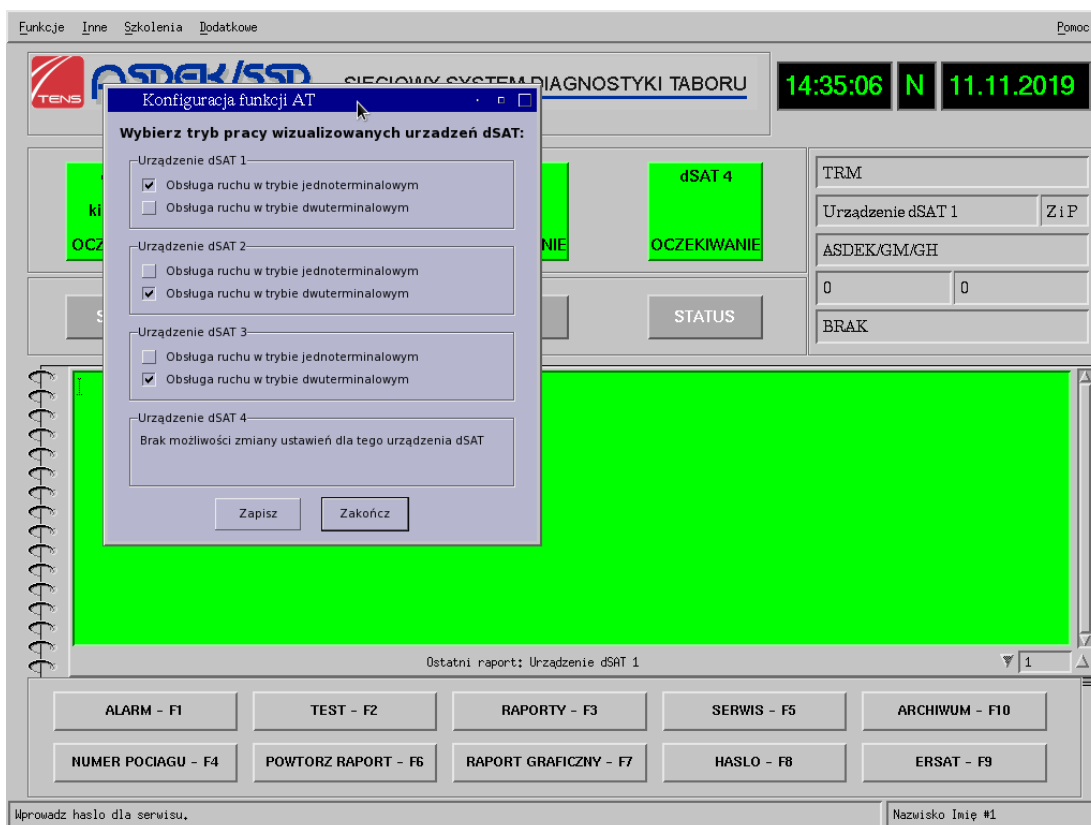 Funkcje Inne Szkolenia Dodatkowe Pomoc
TENS ASDEK/SSD SIECIOWY SYSTEM DIAGNOSTYKI TABORU
14:35:06 N 11.11.2019
Konfiguracja funkcji AT
Wybierz tryb pracy wizualizowanych urzadzeń dSAT:
Urządzenie dSAT 1
Obsługa ruchu w trybie jednoterminalowym
Obsługa ruchu w trybie dwuterminalowym
Urządzenie dSAT 2
Obsługa ruchu w trybie jednoterminalowym
Obsługa ruchu w trybie dwuterminalowym
Urządzenie dSAT 3
Obsługa ruchu w trybie jednoterminalowym
Obsługa ruchu w trybie dwuterminalowym
Urządzenie dSAT 4
Brak możliwości zmiany ustawień dla tego urządzenia dSAT
Zapisz Zakończ
ki
OCZ
NIE
dSAT 4
OCZEKIWANIE
S
STATUS
TRM
Urządzenie dSAT 1 Z i P
ASDEK/GM/GH
0 0
BRAK
Ostatni raport: Urządzenie dSAT 1 1
ALARM - F1 TEST - F2 RAPORTY - F3 SERWIS - F5 ARCHIWUM - F10
NUMER POCIAGU - F4 POWTORZ RAPORT - F6 RAPORT GRAFICZNY - F7 HASLO - F8 ERSAT - F9
Wprowadz haslo dla serwisu. Nazwisko Imię #1